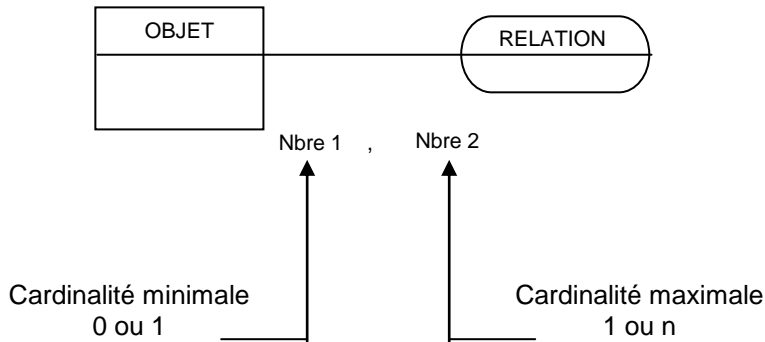 OBJET
RELATION
Nbre 1 , Nbre 2
Cardinalité minimale
0 ou 1
Cardinalité maximale
1 ou n